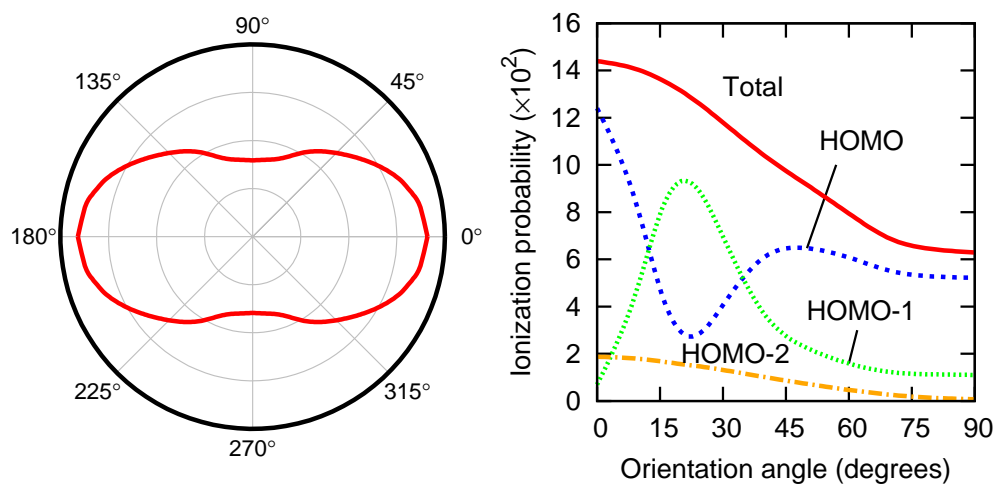 90°
135°
45°
180°
0°
225°
315°
270°
Ionization probability (×10²)
16
14
12
10
8
6
4
2
0
Total
HOMO
HOMO-1
HOMO-2
0 15 30 45 60 75 90
Orientation angle (degrees)